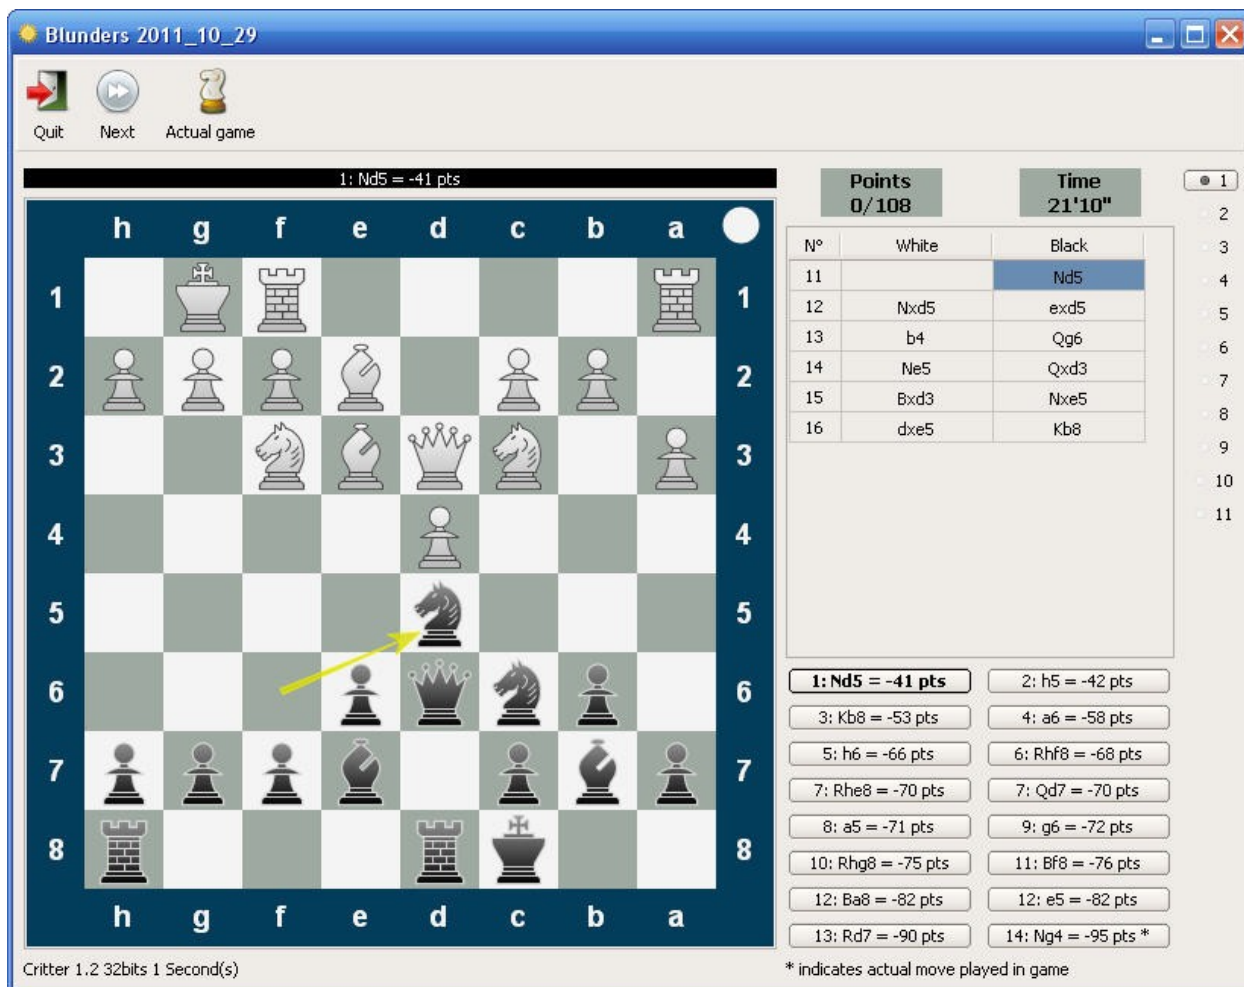 Blunders 2011_10_29
Quit Next Actual game
1: Nd5 = -41 pts
h g f e d c b a
1 1
2 2
3 3
4 4
5 5
6 6
7 7
8 8
h g f e d c b a
Critter 1.2 32bits 1 Second(s)
Points
0/108
Time
21'10"
N° White Black
11 Nd5
12 Nxd5 exd5
13 b4 Qg6
14 Ne5 Qxd3
15 Bxd3 Nxe5
16 dxe5 Kb8
1: Nd5 = -41 pts 2: h5 = -42 pts
3: Kb8 = -53 pts 4: a6 = -58 pts
5: h6 = -66 pts 6: Rhf8 = -68 pts
7: Rhe8 = -70 pts 7: Qd7 = -70 pts
8: a5 = -71 pts 9: g6 = -72 pts
10: Rhg8 = -75 pts 11: Bf8 = -76 pts
12: Ba8 = -82 pts 12: e5 = -82 pts
13: Rd7 = -90 pts 14: Ng4 = -95 pts *
* indicates actual move played in game
1
2
3
4
5
6
7
8
9
10
11